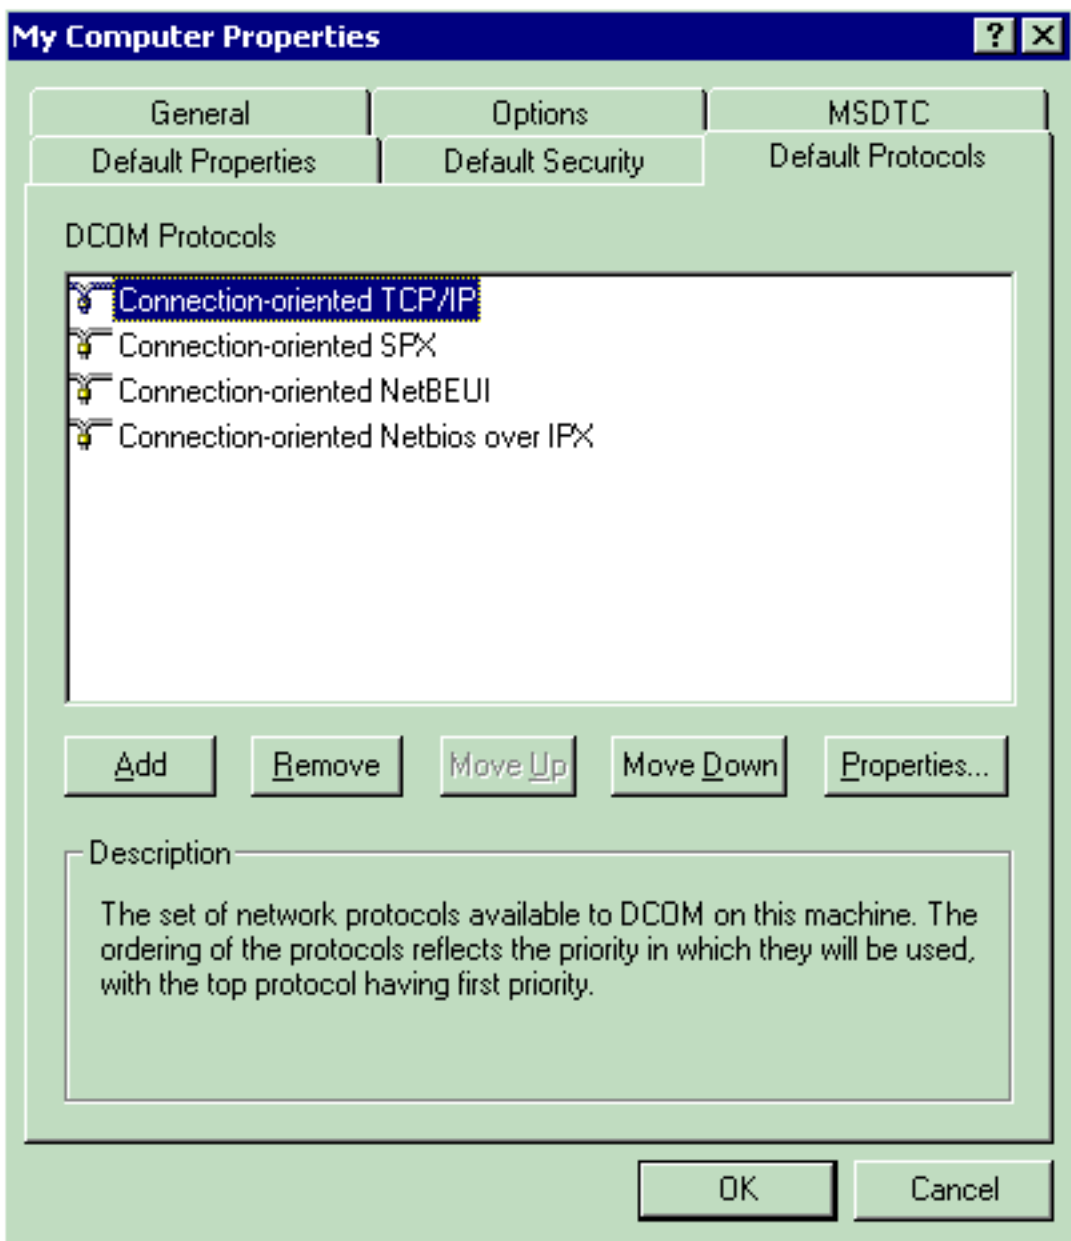 My Computer Properties
General
Options
MSDTC
Default Properties
Default Security
Default Protocols
DCOM Protocols
Connection-oriented TCP/IP
Connection-oriented SPX
Connection-oriented NetBEUI
Connection-oriented Netbios over IPX
Add
Remove
Move Up
Move Down
Properties...
Description
The set of network protocols available to DCOM on this machine. The
ordering of the protocols reflects the priority in which they will be used,
with the top protocol having first priority.
OK
Cancel